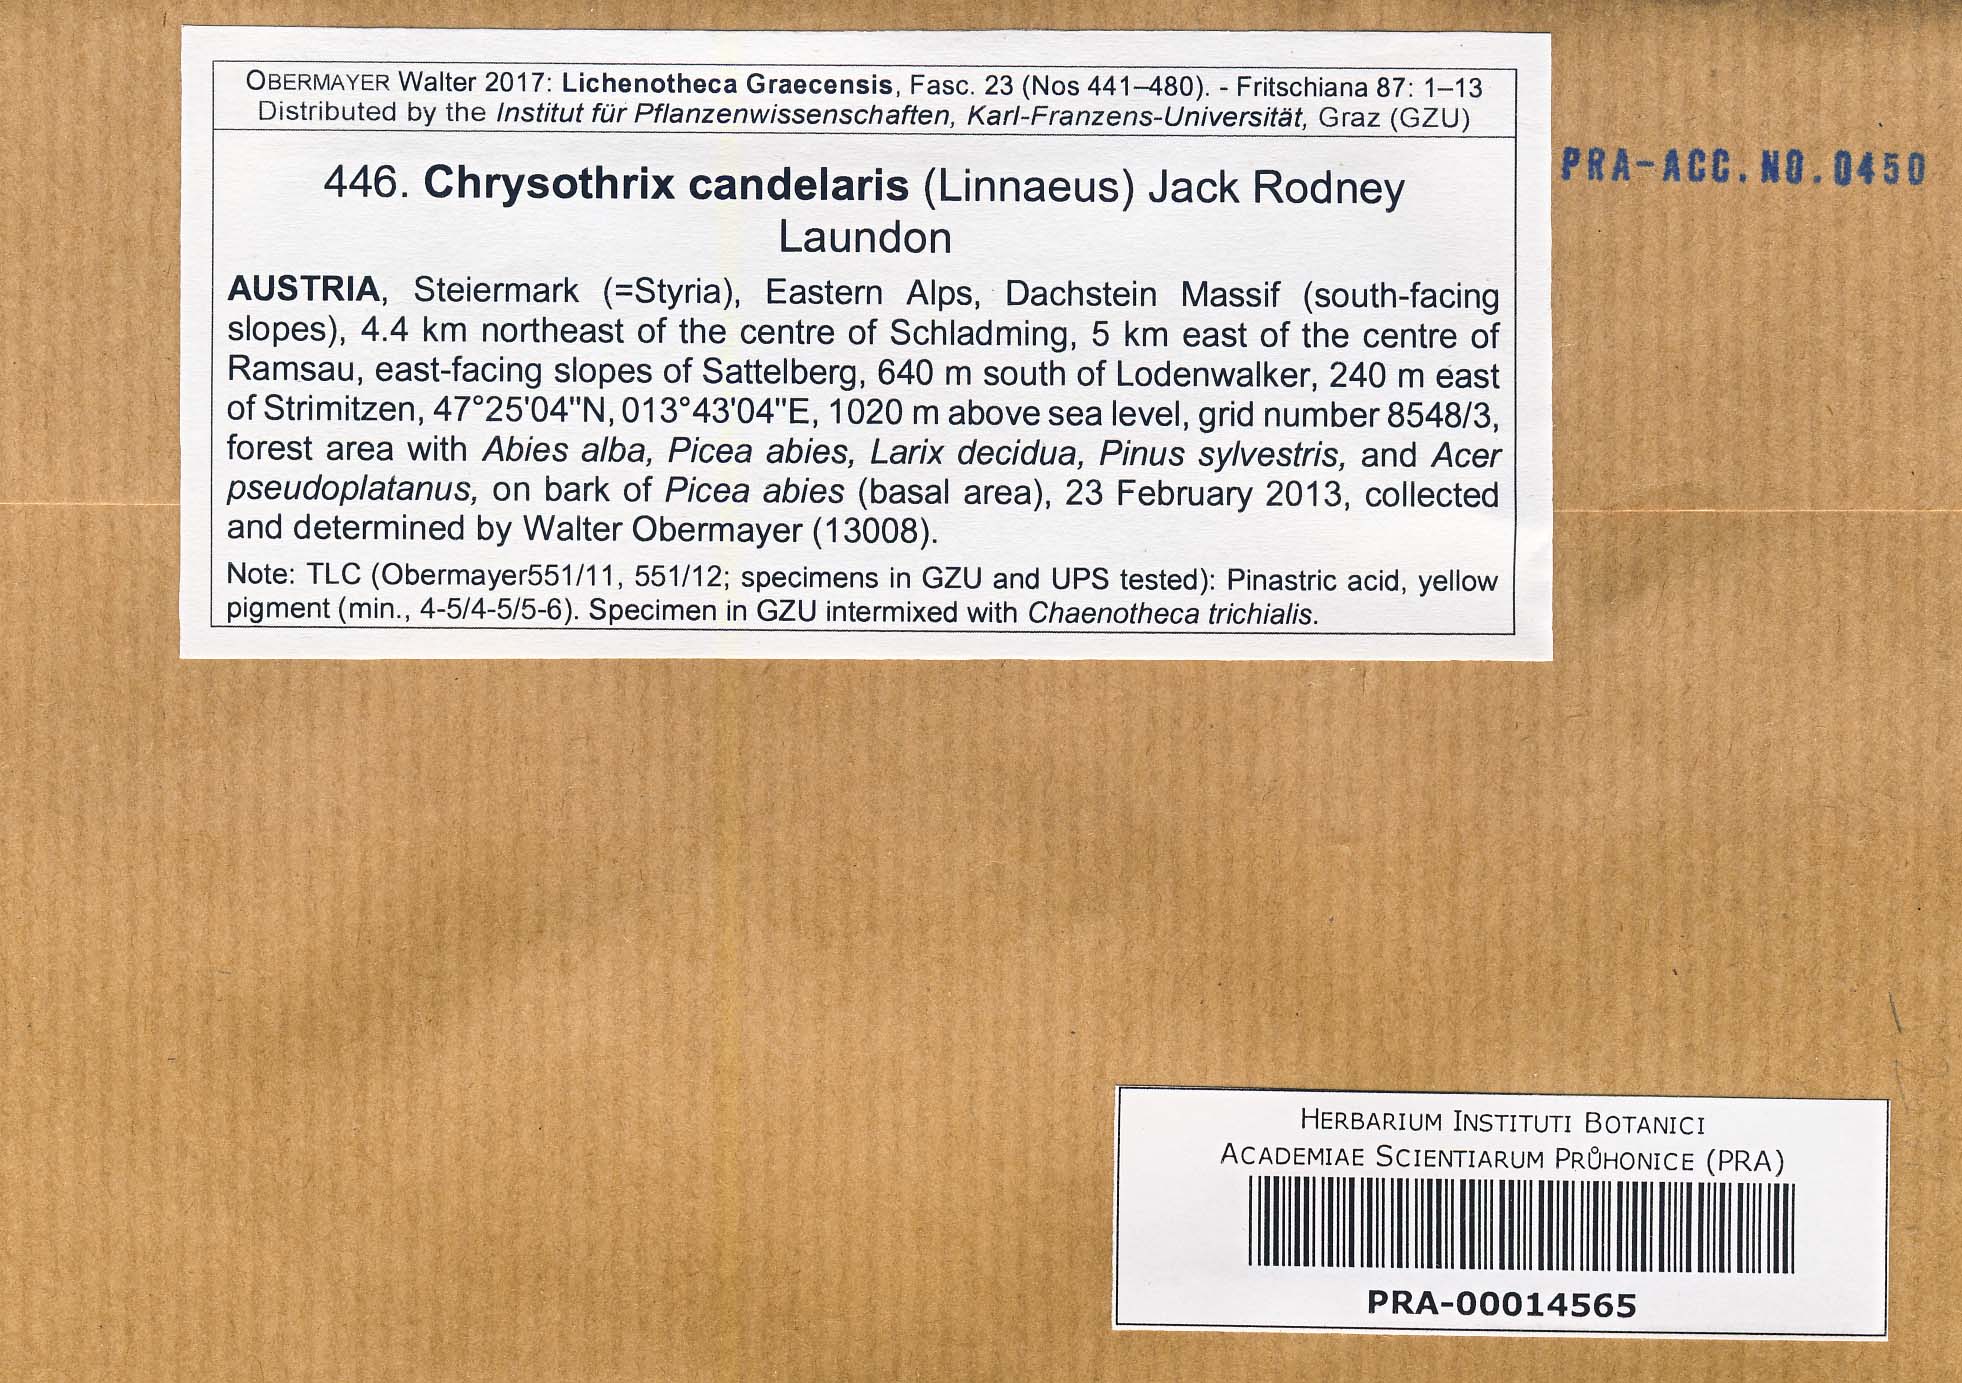 OBERMAYER Walter 2017: Lichenotheca Graecensis, Fasc. 23 (Nos 441–480). - Fritschiana 87: 1–13
Distributed by the Institut für Pflanzenwissenschaften, Karl-Franzens-Universität, Graz (GZU)
PRA-ACC. NO. 0450
446. Chrysothrix candelaris (Linnaeus) Jack Rodney
Laundon
AUSTRIA, Steiermark (=Styria), Eastern Alps, Dachstein Massif (south-facing
slopes), 4.4 km northeast of the centre of Schladming, 5 km east of the centre of
Ramsau, east-facing slopes of Sattelberg, 640 m south of Lodenwalker, 240 m east
of Strimitzen, 47°25'04"N, 013°43'04"E, 1020 m above sea level, grid number 8548/3,
forest area with Abies alba, Picea abies, Larix decidua, Pinus sylvestris, and Acer
pseudoplatanus, on bark of Picea abies (basal area), 23 February 2013, collected
and determined by Walter Obermayer (13008).
Note: TLC (Obermayer551/11, 551/12; specimens in GZU and UPS tested): Pinastric acid, yellow
pigment (min., 4-5/4-5/5-6). Specimen in GZU intermixed with Chaenotheca trichialis.
HERBARIUM INSTITUTI BOTANICI
ACADEMIAE SCIENTIARUM PRŮHONICE (PRA)
PRA-00014565